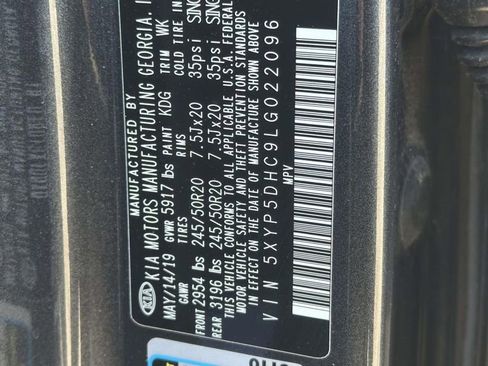 MANUFACTURED BY
KIA KIA MOTORS MANUFACTURING GEORGIA.
MAY/14/19 GVWR 5917 lbs PAINT KDG TRIM WK
GAWR TIRES RIMS COLD TIRE
FRONT 2954 lbs 245/50R20 7.5Jx20 35psi SING
REAR 3196 lbs 245/50R20 7.5Jx20 35psi SING
THIS VEHICLE CONFORMS TO ALL APPLICABLE U.S.A. FEDERAL
MOTOR VEHICLE SAFETY AND THEFT PREVENTION STANDARDS
IN EFFECT ON THE DATE OF MANUFACTURE SHOWN ABOVE
VIN 5XYP5DHC9LG022096
MPV